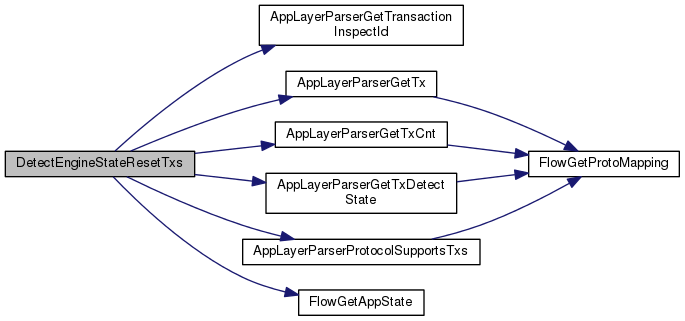 AppLayerParserGetTransaction
InspectId
AppLayerParserGetTx
AppLayerParserGetTxCnt
DetectEngineStateResetTxs
FlowGetProtoMapping
AppLayerParserGetTxDetect
State
AppLayerParserProtocolSupportsTxs
FlowGetAppState